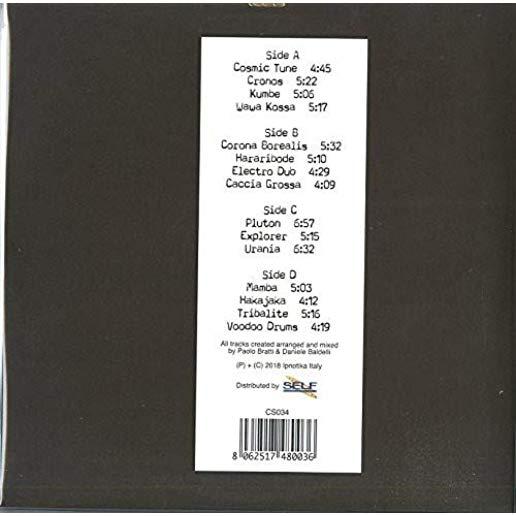 Side A
Cosmic Tune 4:45
Cronos 5:22
Kumbe 5:06
Wawa Kossa 5:17
Side B
Corona Borealis 5:32
Hararibode 5:10
Electro Dub 4:29
Caccia Grossa 4:09
Side C
Pluton 6:57
Explorer 5:15
Urania 6:32
Side D
Mamba 5:03
Hakajaka 4:12
Tribalite 5:16
Voodoo Drums 4:19
All tracks created arranged and mixed
by Paolo Bratti & Daniele Baldelli
(P) + (C) 2018 Ipnotika Italy
Distributed by SELF
CS034
8 062517 480036